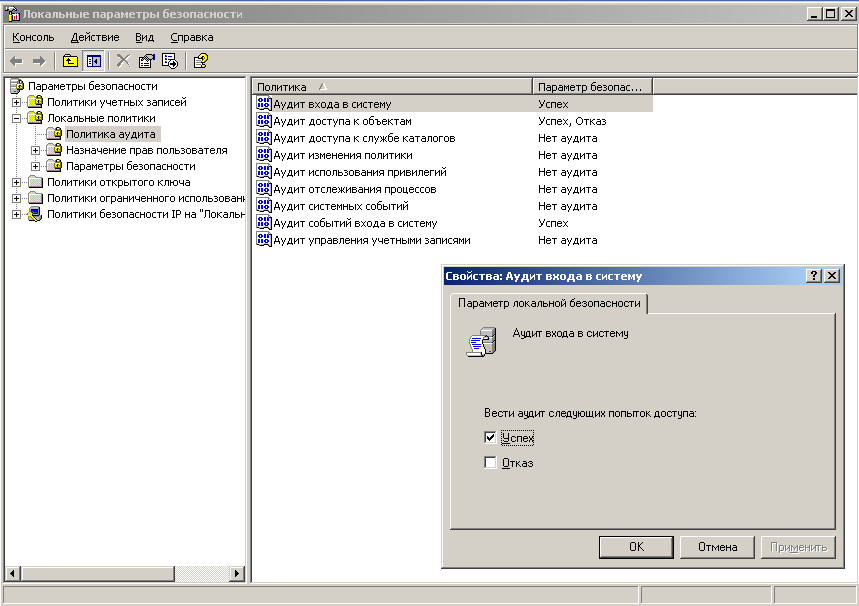 Локальные параметры безопасности
Консоль Действие Вид Справка
Параметры безопасности
Политики учетных записей
Локальные политики
Политика аудита
Назначение прав пользователя
Параметры безопасности
Политики открытого ключа
Политики ограниченного использован
Политики безопасности IP на "Локальн
Политика Параметр безопас...
Аудит входа в систему Успех
Аудит доступа к объектам Успех, Отказ
Аудит доступа к службе каталогов Нет аудита
Аудит изменения политики Нет аудита
Аудит использования привилегий Нет аудита
Аудит отслеживания процессов Нет аудита
Аудит системных событий Нет аудита
Аудит событий входа в систему Успех
Аудит управления учетными записями Нет аудита
Свойства: Аудит входа в систему
Параметр локальной безопасности
Аудит входа в систему
Вести аудит следующих попыток доступа:
Успех
Отказ
OK Отмена Применить